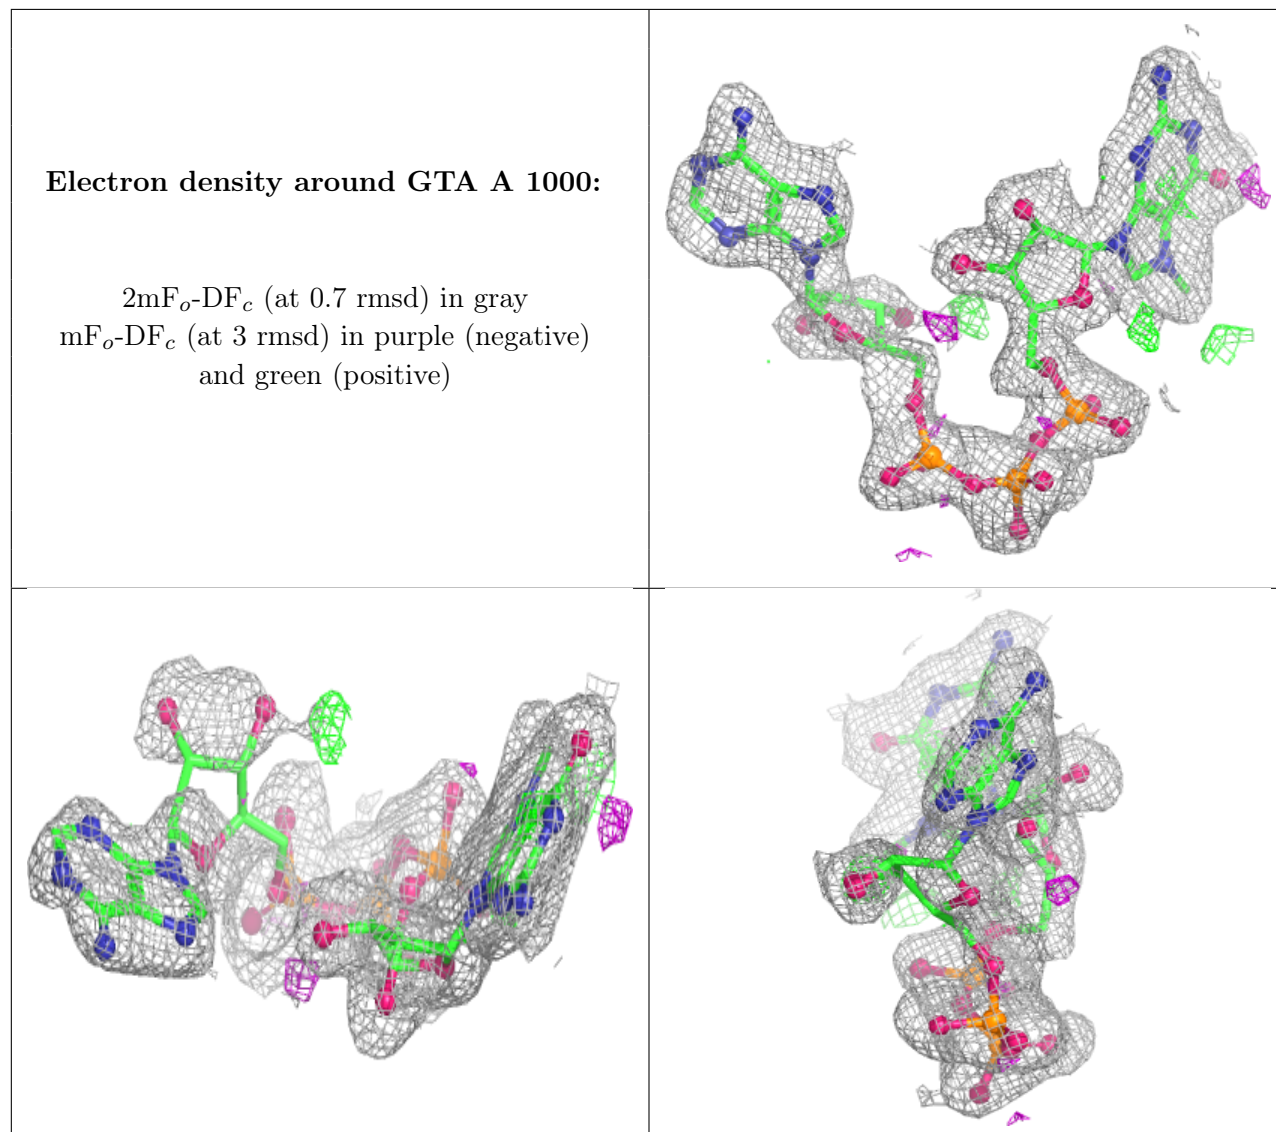 Electron density around GTA A 1000:
2mFo-DFc (at 0.7 rmsd) in gray
mFo-DFc (at 3 rmsd) in purple (negative)
and green (positive)